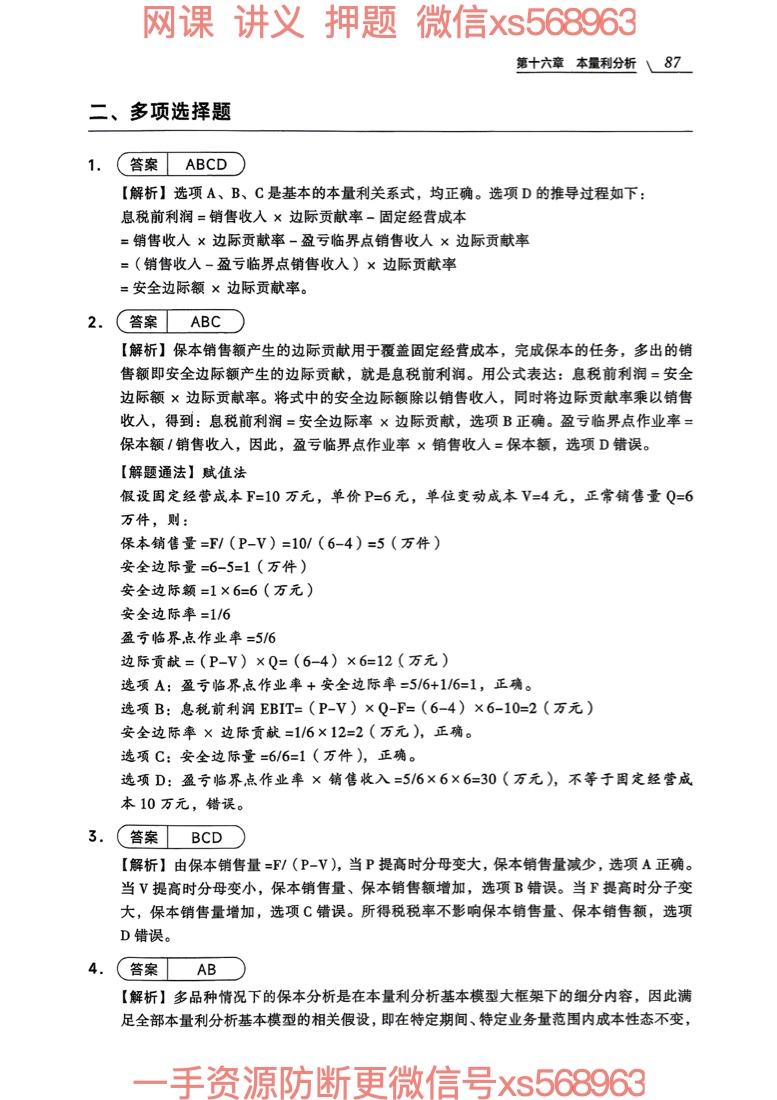 网课 讲义 押题 微信xs568963
第十六章 本量利分析 \ 87
二、多项选择题
1. 答案 ABCD
【解析】选项 A、B、C 是基本的本量利关系式，均正确。选项 D 的推导过程如下：
息税前利润 = 销售收入 × 边际贡献率 – 固定经营成本
= 销售收入 × 边际贡献率 – 盈亏临界点销售收入 × 边际贡献率
=（销售收入 – 盈亏临界点销售收入）× 边际贡献率
= 安全边际额 × 边际贡献率。
2. 答案 ABC
【解析】保本销售额产生的边际贡献用于覆盖固定经营成本，完成保本的任务，多出的销
售额即安全边际额产生的边际贡献，就是息税前利润。用公式表达：息税前利润 = 安全
边际额 × 边际贡献率。将式中的安全边际额除以销售收入，同时将边际贡献率乘以销售
收入，得到：息税前利润 = 安全边际率 × 边际贡献，选项 B 正确。盈亏临界点作业率 =
保本额 / 销售收入，因此，盈亏临界点作业率 × 销售收入 = 保本额，选项 D 错误。
【解题通法】赋值法
假设固定经营成本 F=10 万元，单价 P=6 元，单位变动成本 V=4 元，正常销售量 Q=6
万件，则：
保本销售量 =F/（P–V）=10/（6–4）=5（万件）
安全边际量 =6–5=1（万件）
安全边际额 =1×6=6（万元）
安全边际率 =1/6
盈亏临界点作业率 =5/6
边际贡献 =（P–V）×Q=（6–4）×6=12（万元）
选项 A：盈亏临界点作业率 + 安全边际率 =5/6+1/6=1，正确。
选项 B：息税前利润 EBIT=（P–V）×Q–F=（6–4）×6–10=2（万元）
安全边际率 × 边际贡献 =1/6×12=2（万元），正确。
选项 C：安全边际量 =6/6=1（万件），正确。
选项 D：盈亏临界点作业率 × 销售收入 =5/6×6×6=30（万元），不等于固定经营成
本 10 万元，错误。
3. 答案 BCD
【解析】由保本销售量 =F/（P–V），当 P 提高时分母变大，保本销售量减少，选项 A 正确。
当 V 提高时分母变小，保本销售量、保本销售额增加，选项 B 错误。当 F 提高时分子变
大，保本销售量增加，选项 C 错误。所得税税率不影响保本销售量、保本销售额，选项
D 错误。
4. 答案 AB
【解析】多品种情况下的保本分析是在本量利分析基本模型大框架下的细分内容，因此满
足全部本量利分析基本模型的相关假设，即在特定期间、特定业务量范围内成本性态不变，
一手资源防断更微信号xs568963